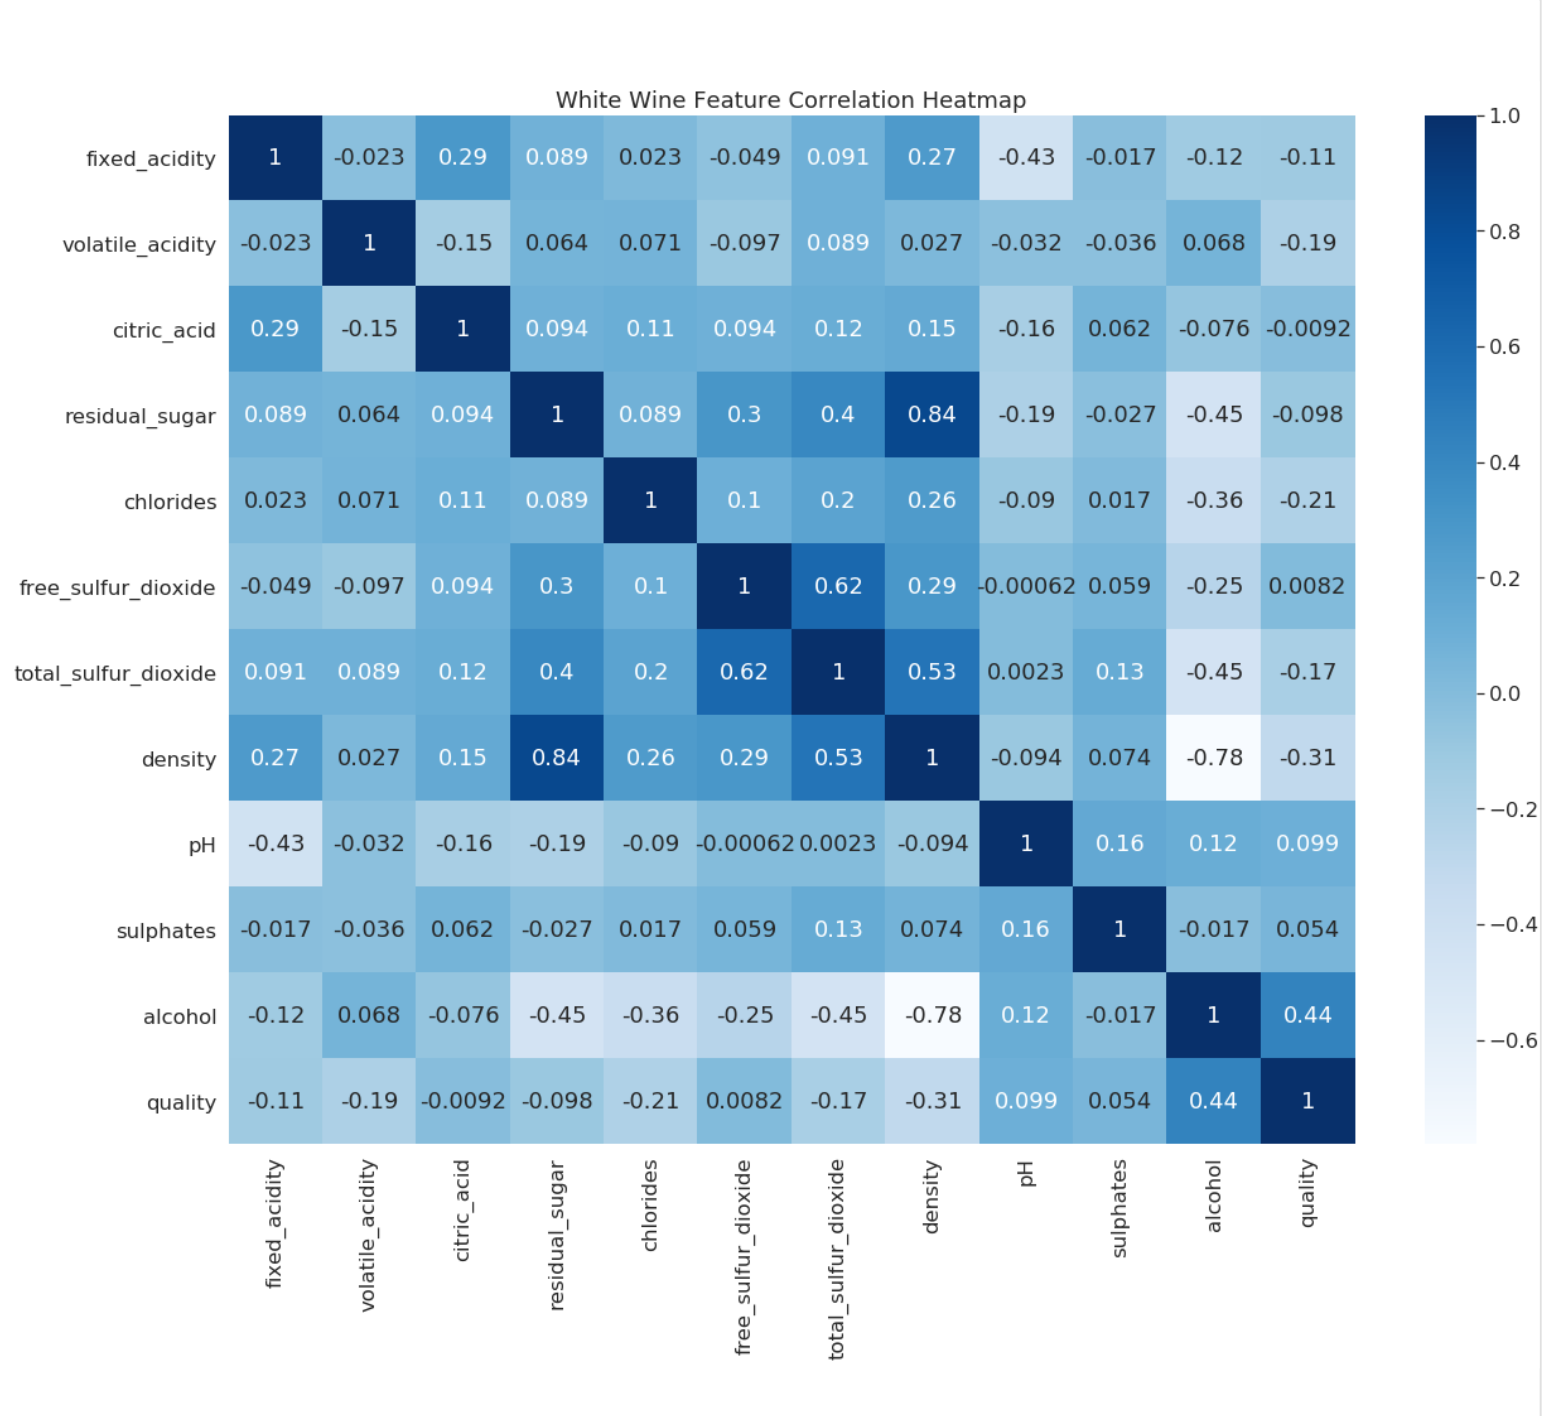 White Wine Feature Correlation Heatmap
1.0
fixed_acidity 1 -0.023 0.29 0.089 0.023 -0.049 0.091 0.27 -0.43 -0.017 -0.12 -0.11
0.8
volatile_acidity -0.023 1 -0.15 0.064 0.071 -0.097 0.089 0.027 -0.032 -0.036 0.068 -0.19
citric_acid 0.29 -0.15 1 0.094 0.11 0.094 0.12 0.15 -0.16 0.062 -0.076 -0.0092
0.6
residual_sugar 0.089 0.064 0.094 1 0.089 0.3 0.4 0.84 -0.19 -0.027 -0.45 -0.098
0.4
chlorides 0.023 0.071 0.11 0.089 1 0.1 0.2 0.26 -0.09 0.017 -0.36 -0.21
0.2
free_sulfur_dioxide -0.049 -0.097 0.094 0.3 0.1 1 0.62 0.29 -0.00062 0.059 -0.25 0.0082
total_sulfur_dioxide 0.091 0.089 0.12 0.4 0.2 0.62 1 0.53 0.0023 0.13 -0.45 -0.17
0.0
density 0.27 0.027 0.15 0.84 0.26 0.29 0.53 1 -0.094 0.074 -0.78 -0.31
−0.2
pH -0.43 -0.032 -0.16 -0.19 -0.09 -0.00062 0.0023 -0.094 1 0.16 0.12 0.099
−0.4
sulphates -0.017 -0.036 0.062 -0.027 0.017 0.059 0.13 0.074 0.16 1 -0.017 0.054
alcohol -0.12 0.068 -0.076 -0.45 -0.36 -0.25 -0.45 -0.78 0.12 -0.017 1 0.44
−0.6
quality -0.11 -0.19 -0.0092 -0.098 -0.21 0.0082 -0.17 -0.31 0.099 0.054 0.44 1
fixed_acidity
volatile_acidity
citric_acid
residual_sugar
chlorides
free_sulfur_dioxide
total_sulfur_dioxide
density
pH
sulphates
alcohol
quality